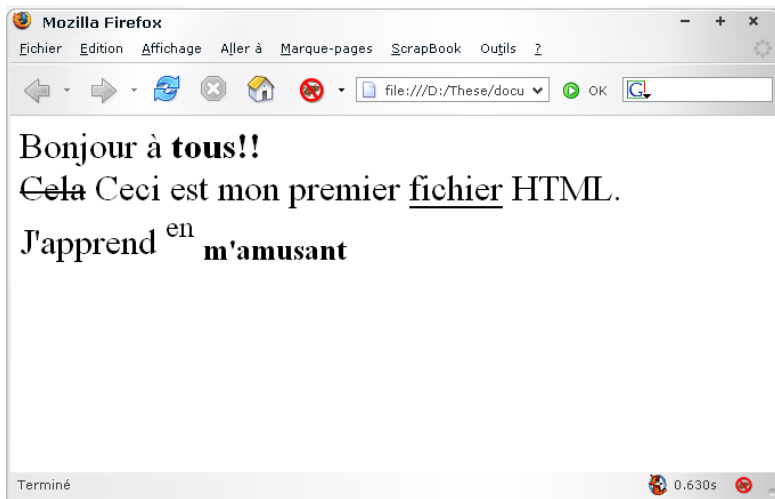 Mozilla Firefox
Fichier Edition Affichage Aller à Marque-pages ScrapBook Outils ?
file:///D:/These/docu OK G
Bonjour à tous!!
Cela Ceci est mon premier fichier HTML.
J'apprend en m'amusant
Terminé 0.630s